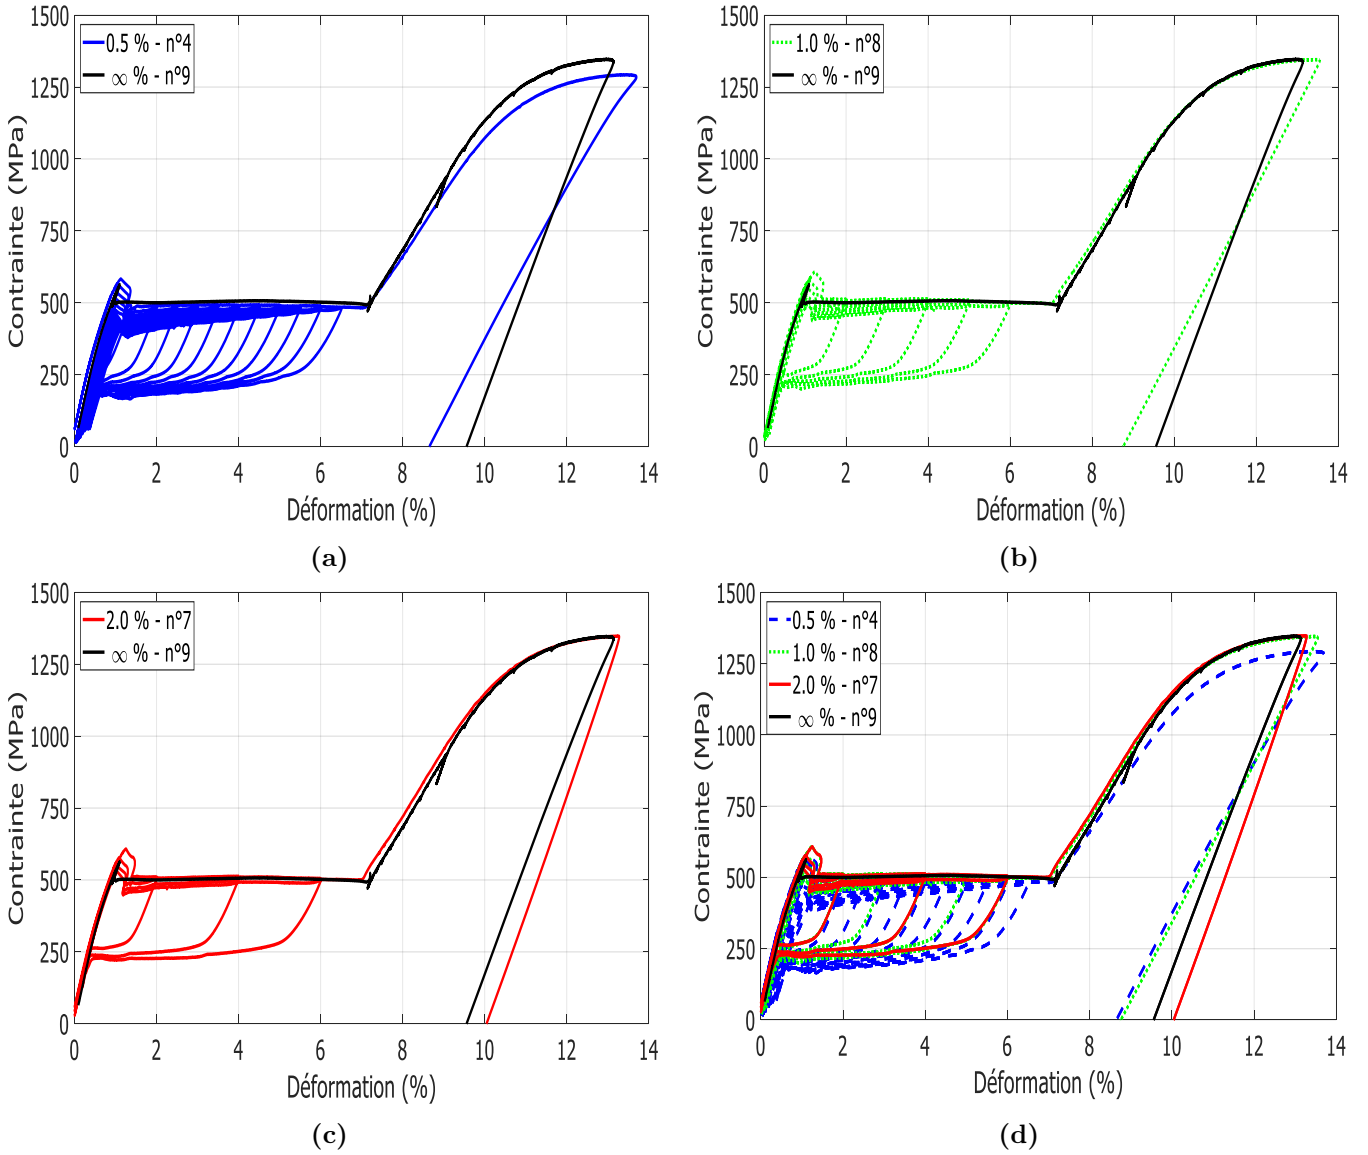 1500
1250
1000
750
500
250
0
Contrainte (MPa)
0.5 % - n°4
∞ % - n°9
0 2 4 6 8 10 12 14
Déformation (%)
(a)
1500
1250
1000
750
500
250
0
Contrainte (MPa)
1.0 % - n°8
∞ % - n°9
0 2 4 6 8 10 12 14
Déformation (%)
(b)
1500
1250
1000
750
500
250
0
Contrainte (MPa)
2.0 % - n°7
∞ % - n°9
0 2 4 6 8 10 12 14
Déformation (%)
(c)
1500
1250
1000
750
500
250
0
Contrainte (MPa)
0.5 % - n°4
1.0 % - n°8
2.0 % - n°7
∞ % - n°9
0 2 4 6 8 10 12 14
Déformation (%)
(d)